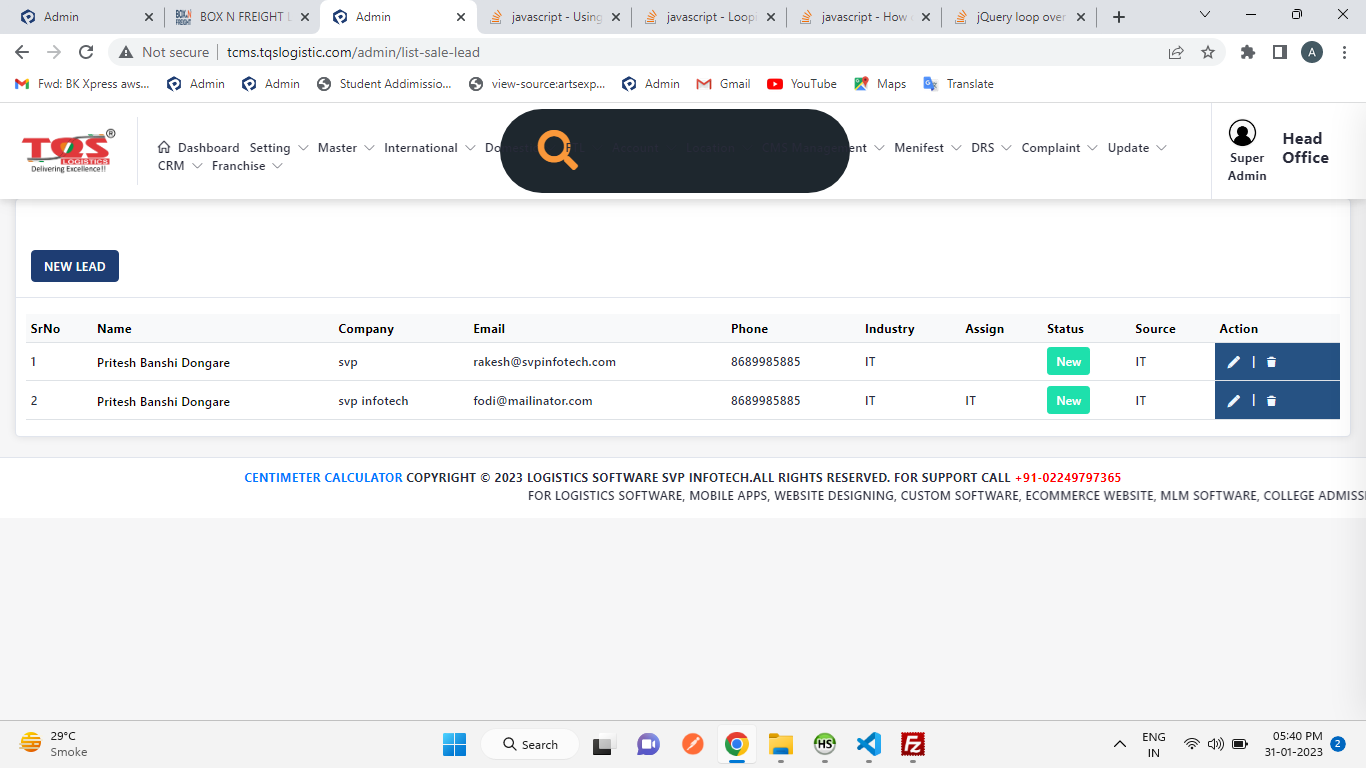 Admin
BOX N FREIGHT
Admin
javascript - Using
javascript - Loopi
javascript - How
jQuery loop over
Not secure
tcms.tqslogistic.com/admin/list-sale-lead
A
Fwd: BK Xpress aws...
Admin
Admin
Student Addimissio...
view-source:artsexp...
Admin
Gmail
YouTube
Maps
Translate
TQS®
LOGISTICS
Delivering Excellence!!
Dashboard Setting Master International Menifest DRS Complaint Update
CRM Franchise
Super Admin
Head Office
NEW LEAD
SrNo Name Company Email Phone Industry Assign Status Source Action
1 Pritesh Banshi Dongare svp rakesh@svpinfotech.com 8689985885 IT New IT |
2 Pritesh Banshi Dongare svp infotech fodi@mailinator.com 8689985885 IT IT New IT |
CENTIMETER CALCULATOR COPYRIGHT © 2023 LOGISTICS SOFTWARE SVP INFOTECH.ALL RIGHTS RESERVED. FOR SUPPORT CALL +91-02249797365
FOR LOGISTICS SOFTWARE, MOBILE APPS, WEBSITE DESIGNING, CUSTOM SOFTWARE, ECOMMERCE WEBSITE, MLM SOFTWARE, COLLEGE ADMISS
29°C
Smoke
Search
HS
FZ
ENG
IN
05:40 PM
31-01-2023
2